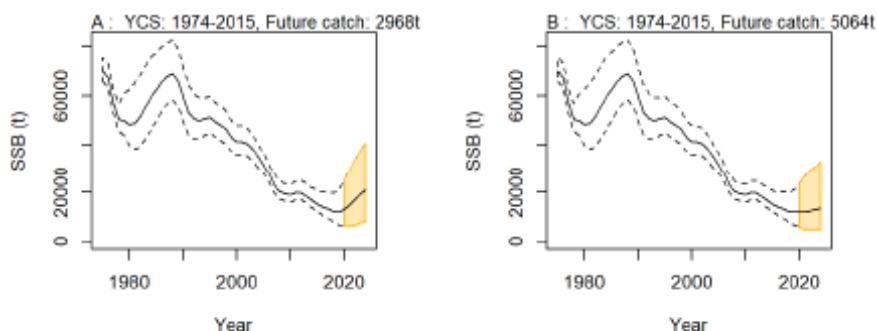 A : YCS: 1974-2015, Future catch: 2968t
SSB (t)
60000
20000
0
1980
2000
2020
Year
B : YCS: 1974-2015, Future catch: 5064t
SSB (t)
60000
20000
0
1980
2000
2020
Year